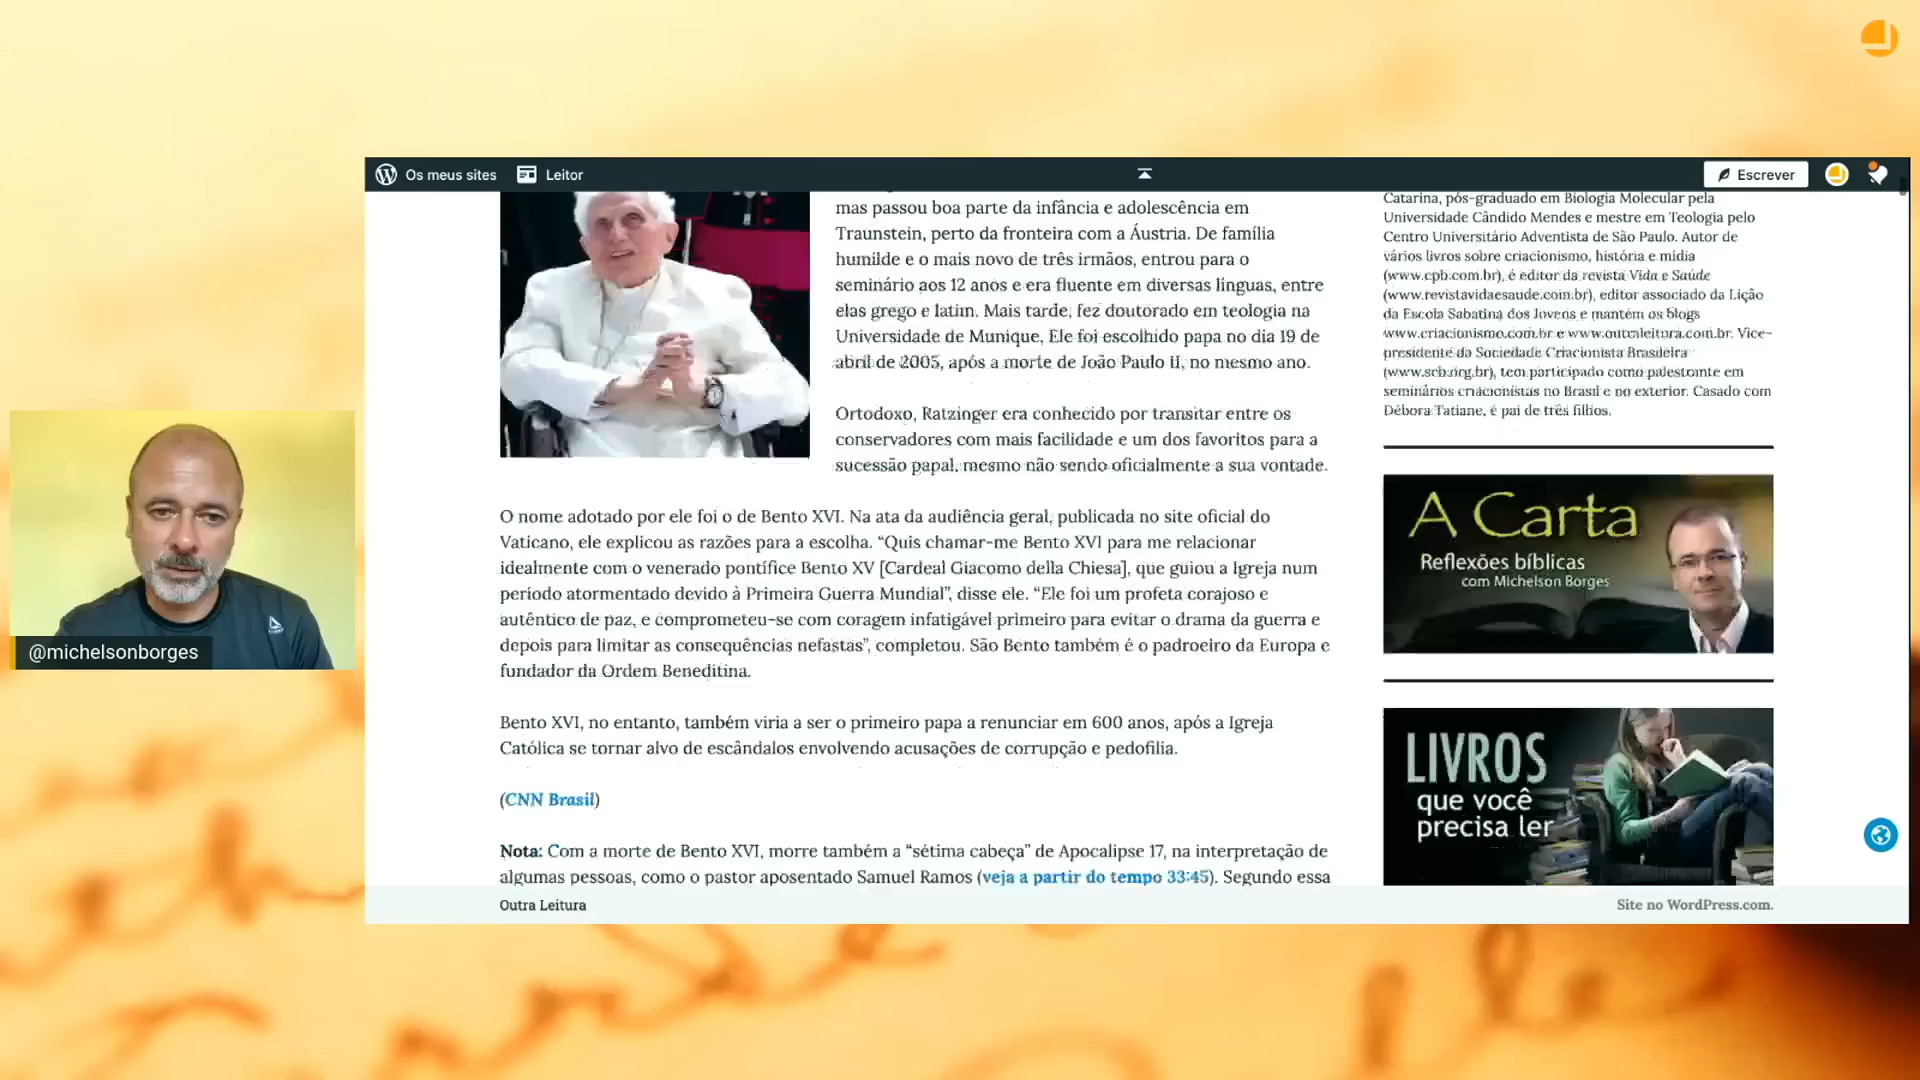 Os meus sites
Leitor
Escrever
mas passou boa parte da infância e adolescência em
Traunstein, perto da fronteira com a Áustria. De família
humilde e o mais novo de três irmãos, entrou para o
seminário aos 12 anos e era fluente em diversas línguas, entre
elas grego e latim. Mais tarde, fez doutorado em teologia na
Universidade de Munique. Ele foi escolhido papa no dia 19 de
abril de 2005, após a morte de João Paulo II, no mesmo ano.
Ortodoxo, Ratzinger era conhecido por transitar entre os
conservadores com mais facilidade e um dos favoritos para a
sucessão papal, mesmo não sendo oficialmente a sua vontade.
O nome adotado por ele foi o de Bento XVI. Na ata da audiência geral, publicada no site oficial do
Vaticano, ele explicou as razões para a escolha. “Quis chamar-me Bento XVI para me relacionar
idealmente com o venerado pontífice Bento XV [Cardeal Giacomo della Chiesa], que guiou a Igreja num
período atormentado devido à Primeira Guerra Mundial”, disse ele. “Ele foi um profeta corajoso e
autêntico de paz, e comprometeu-se com coragem infatigável primeiro para evitar o drama da guerra e
depois para limitar as consequências nefastas”, completou. São Bento também é o padroeiro da Europa e
fundador da Ordem Beneditina.
Bento XVI, no entanto, também viria a ser o primeiro papa a renunciar em 600 anos, após a Igreja
Católica se tornar alvo de escândalos envolvendo acusações de corrupção e pedofilia.
(CNN Brasil)
Nota: Com a morte de Bento XVI, morre também a “sétima cabeça” de Apocalipse 17, na interpretação de
algumas pessoas, como o pastor aposentado Samuel Ramos (veja a partir do tempo 33:45). Segundo essa
Catarina, pós-graduado em Biologia Molecular pela
Universidade Cândido Mendes e mestre em Teologia pelo
Centro Universitário Adventista de São Paulo. Autor de
vários livros sobre criacionismo, história e mídia
(www.cpb.com.br), é editor da revista Vida e Saúde
(www.revistavidaesaude.com.br), editor associado da Lição
da Escola Sabatina dos Jovens e mantém os blogs
www.criacionismo.com.br e www.outraleitura.com.br. Vice-
presidente da Sociedade Criacionista Brasileira
(www.scb.org.br), tem participado como palestrante em
seminários criacionistas no Brasil e no exterior. Casado com
Débora Tatiane, é pai de três filhos.
A Carta
Reflexões bíblicas
com Michelson Borges
LIVROS
que você
precisa ler
@michelsonborges
Outra Leitura
Site no WordPress.com.